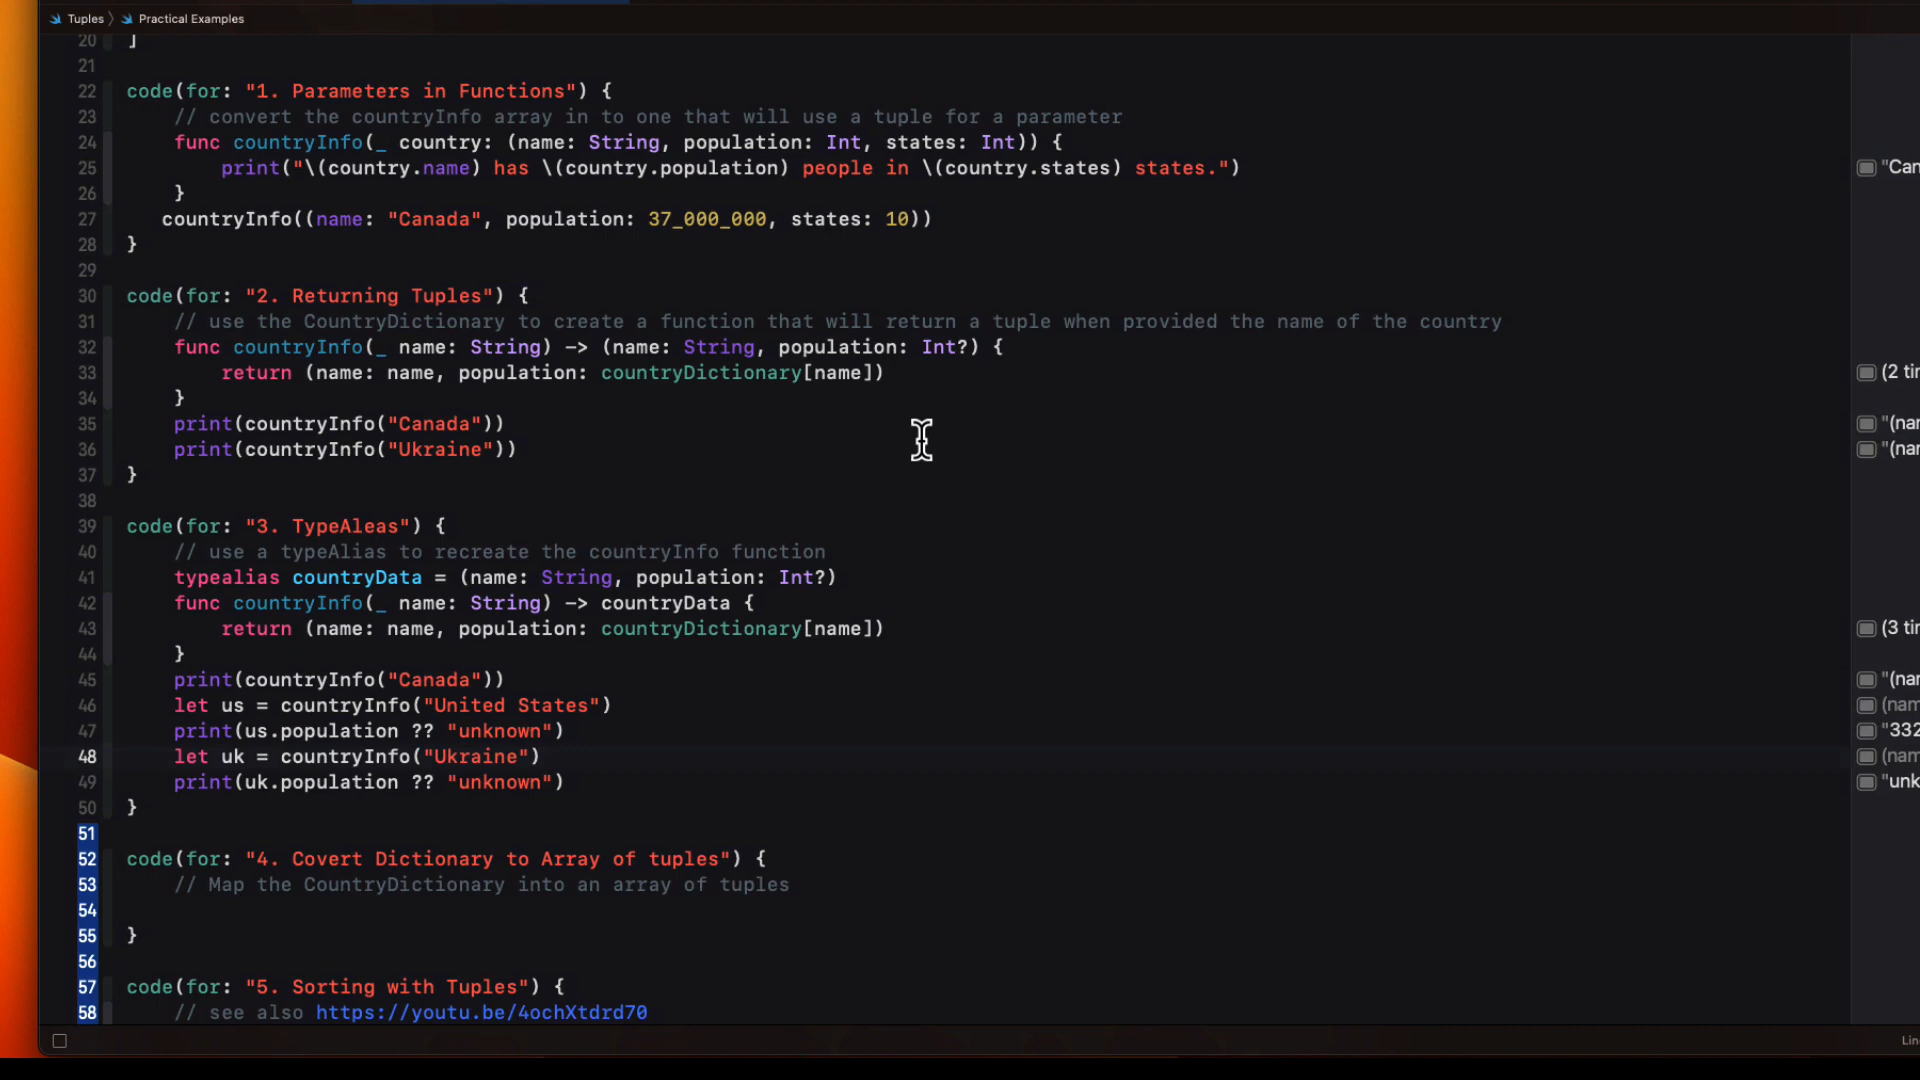 Tuples 〉 Practical Examples
20 ]
21
22 code(for: "1. Parameters in Functions") {
23 // convert the countryInfo array in to one that will use a tuple for a parameter
24 func countryInfo(_ country: (name: String, population: Int, states: Int)) {
25 print("\(country.name) has \(country.population) people in \(country.states) states.") "Can
26 }
27 countryInfo((name: "Canada", population: 37_000_000, states: 10))
28 }
29
30 code(for: "2. Returning Tuples") {
31 // use the CountryDictionary to create a function that will return a tuple when provided the name of the country
32 func countryInfo(_ name: String) -> (name: String, population: Int?) {
33 return (name: name, population: countryDictionary[name]) (2 tir
34 }
35 print(countryInfo("Canada")) "(nar
36 print(countryInfo("Ukraine")) "(nar
37 }
38
39 code(for: "3. TypeAleas") {
40 // use a typeAlias to recreate the countryInfo function
41 typealias countryData = (name: String, population: Int?)
42 func countryInfo(_ name: String) -> countryData {
43 return (name: name, population: countryDictionary[name]) (3 tir
44 }
45 print(countryInfo("Canada")) "(nar
46 let us = countryInfo("United States") (nam
47 print(us.population ?? "unknown") "332
48 let uk = countryInfo("Ukraine") (nam
49 print(uk.population ?? "unknown") "unk
50 }
51
52 code(for: "4. Covert Dictionary to Array of tuples") {
53 // Map the CountryDictionary into an array of tuples
54
55 }
56
57 code(for: "5. Sorting with Tuples") {
58 // see also https://youtu.be/4ochXtdrd70
Lin